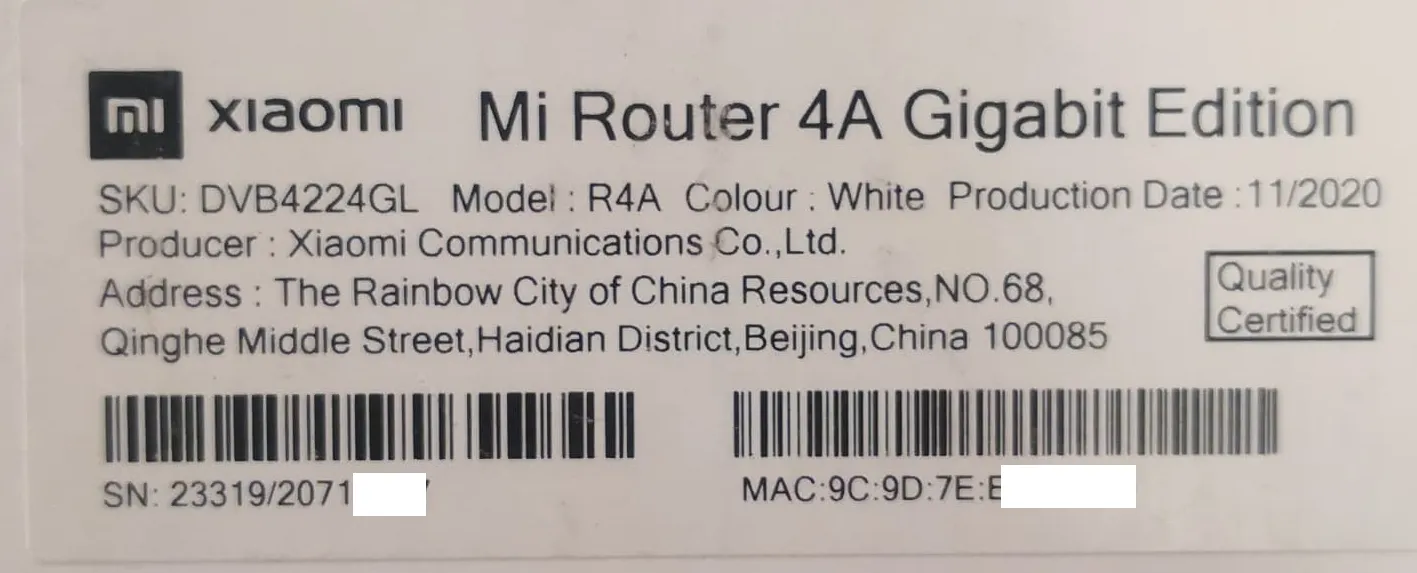 mi xiaomi Mi Router 4A Gigabit Edition
SKU: DVB4224GL Model : R4A Colour : White Production Date : 11/2020
Producer : Xiaomi Communications Co.,Ltd.
Address : The Rainbow City of China Resources,NO.68,
Qinghe Middle Street,Haidian District,Beijing,China 100085
Quality
Certified
SN: 23319/2071
MAC:9C:9D:7E: